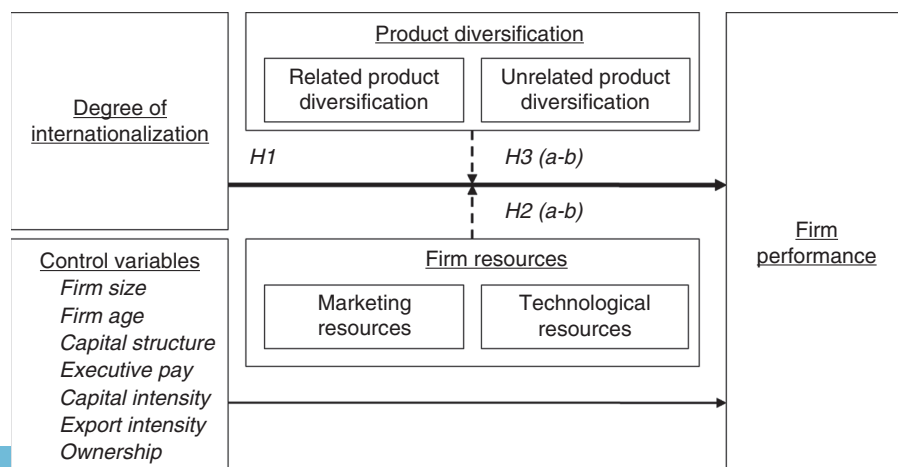 Product diversification
Related product
diversification
Unrelated product
diversification
Degree of
internationalization
H1
H3 (a-b)
H2 (a-b)
Firm
performance
Control variables
Firm size
Firm age
Capital structure
Executive pay
Capital intensity
Export intensity
Ownership
Firm resources
Marketing
resources
Technological
resources